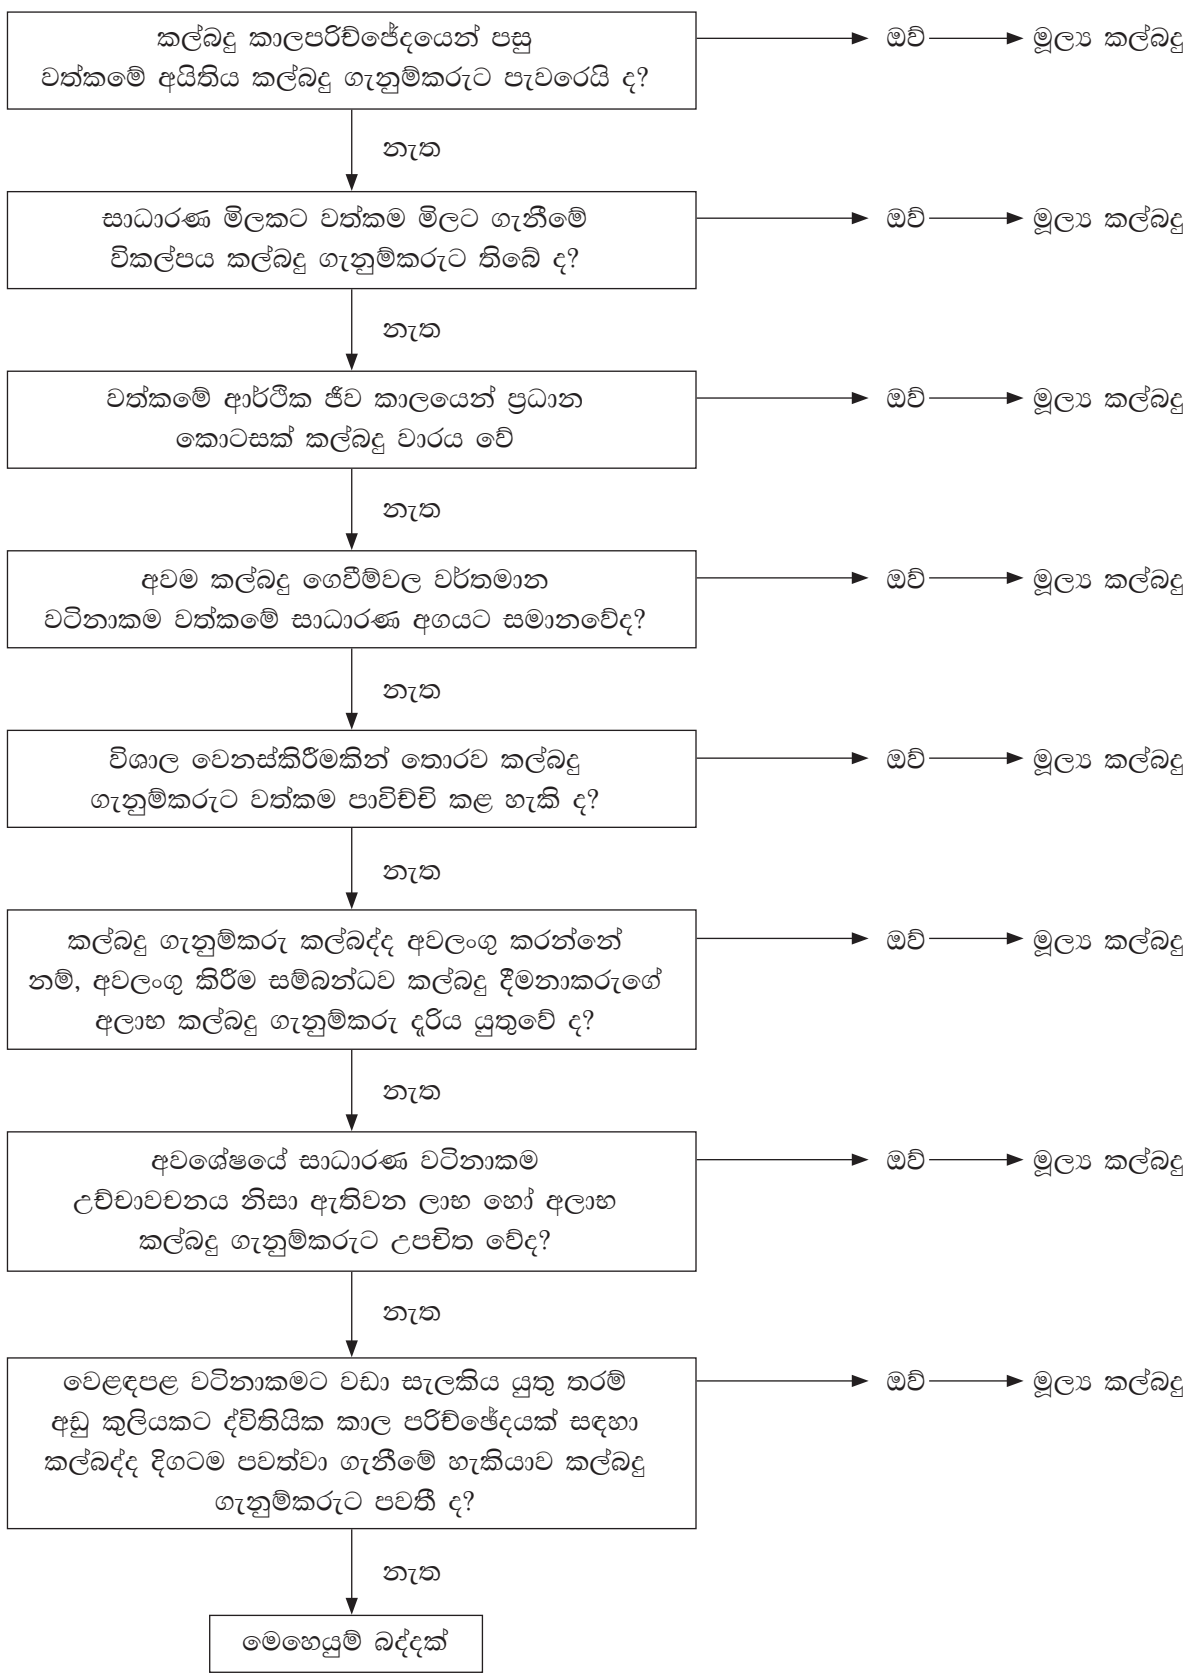 කල්බදු කාලපරිච්ජේදයෙන් පසු
වත්කමේ අයිතිය කල්බදු ගැනුම්කරුට පැවරෙයි ද?
ඔව්
මූල්‍ය කල්බදු
නැත
සාධාරණ මිලකට වත්කම මිලට ගැනීමේ
විකල්පය කල්බදු ගැනුම්කරුට තිබේ ද?
ඔව්
මූල්‍ය කල්බදු
නැත
වත්කමේ ආර්ථික ජීව කාලයෙන් ප්‍රධාන
කොටසක් කල්බදු වාරය වේ
ඔව්
මූල්‍ය කල්බදු
නැත
අවම කල්බදු ගෙවීම්වල වර්තමාන
වටිනාකම වත්කමේ සාධාරණ අගයට සමානවේද?
ඔව්
මූල්‍ය කල්බදු
නැත
විශාල වෙනස්කිරීමකින් තොරව කල්බදු
ගැනුම්කරුට වත්කම පාවිච්චි කළ හැකි ද?
ඔව්
මූල්‍ය කල්බදු
නැත
කල්බදු ගැනුම්කරු කල්බද්ද අවලංගු කරන්නේ
නම්, අවලංගු කිරීම සම්බන්ධව කල්බදු දීමනාකරුගේ
අලාභ කල්බදු ගැනුම්කරු දැරිය යුතුවේ ද?
ඔව්
මූල්‍ය කල්බදු
නැත
අවශේෂයේ සාධාරණ වටිනාකම
උච්චාවචනය නිසා ඇතිවන ලාභ හෝ අලාභ
කල්බදු ගැනුම්කරුට උපචිත වේද?
ඔව්
මූල්‍ය කල්බදු
නැත
වෙළඳපළ වටිනාකමට වඩා සැලකිය යුතු තරම්
අඩු කුලියකට ද්විතියික කාල පරිච්ඡේදයක් සඳහා
කල්බද්ද දිගටම පවත්වා ගැනීමේ හැකියාව කල්බදු
ගැනුම්කරුට පවතී ද?
ඔව්
මූල්‍ය කල්බදු
නැත
මෙහෙයුම් බද්දක්